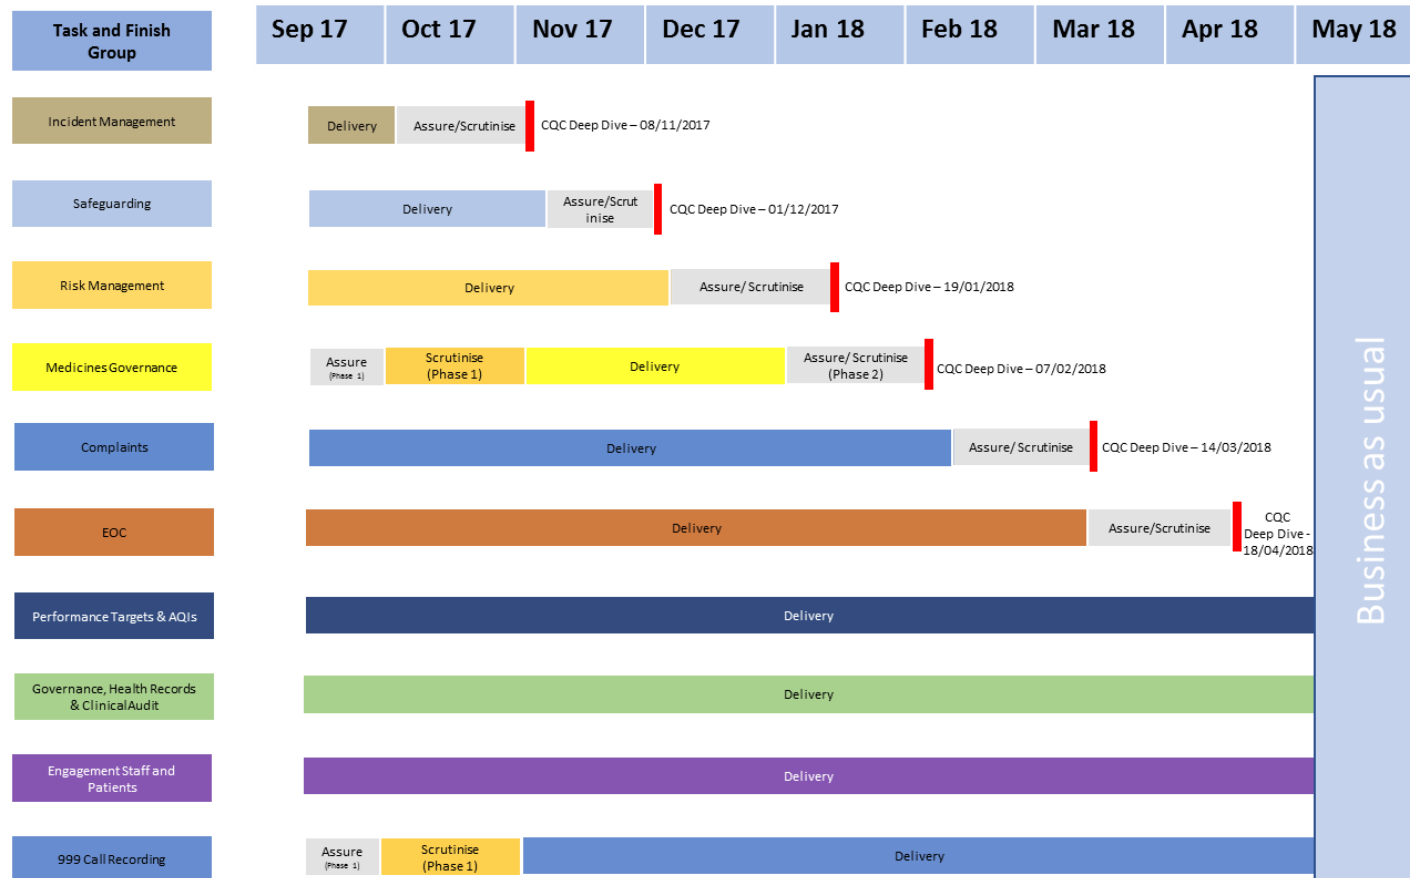 Task and Finish
Group
Sep 17
Oct 17
Nov 17
Dec 17
Jan 18
Feb 18
Mar 18
Apr 18
May 18
Incident Management
Delivery
Assure/Scrutinise
CQC Deep Dive – 08/11/2017
Safeguarding
Delivery
Assure/Scrut
inise
CQC Deep Dive – 01/12/2017
Risk Management
Delivery
Assure/ Scrutinise
CQC Deep Dive – 19/01/2018
Medicines Governance
Assure
(Phase 1)
Scrutinise
(Phase 1)
Delivery
Assure/ Scrutinise
(Phase 2)
CQC Deep Dive – 07/02/2018
Complaints
Delivery
Assure/ Scrutinise
CQC Deep Dive – 14/03/2018
EOC
Delivery
Assure/Scrutinise
CQC
Deep Dive -
18/04/2018
Performance Targets & AQIs
Delivery
Governance, Health Records
& ClinicalAudit
Delivery
Engagement Staff and
Patients
Delivery
999 Call Recording
Assure
(Phase 1)
Scrutinise
(Phase 1)
Delivery
Business as usual